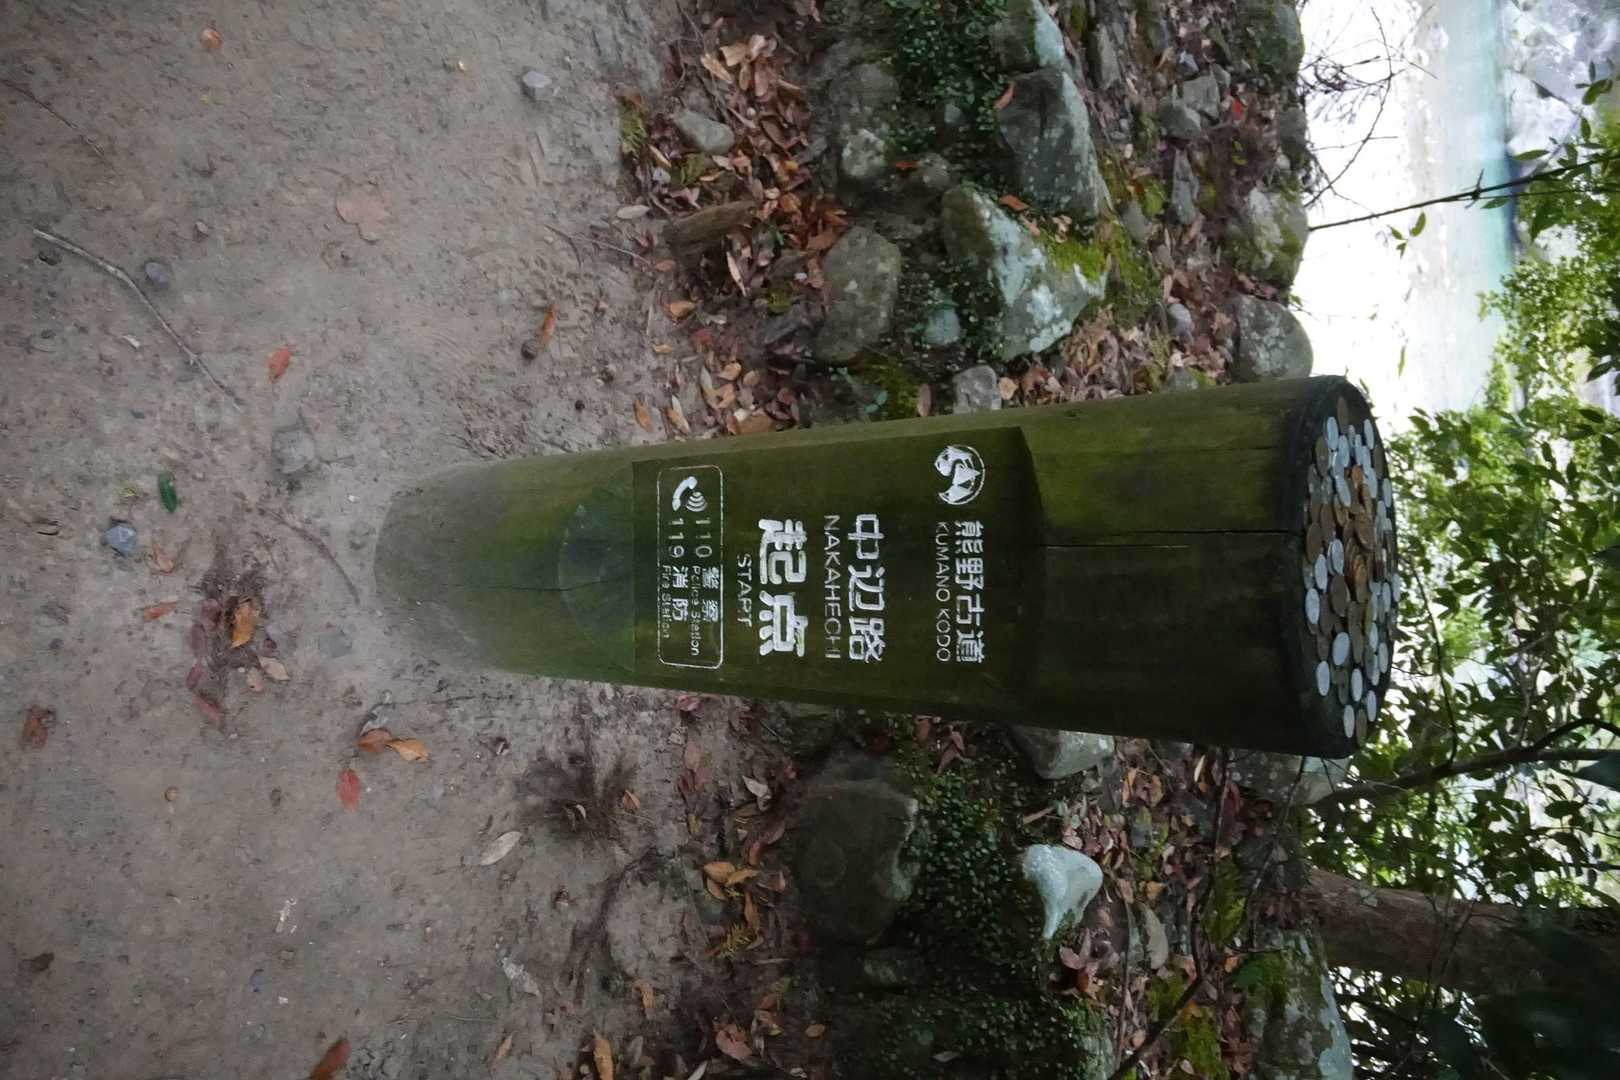 熊野古道
KUMANO KODO
中辺路
NAKAHECHI
起点
START
110 警察
Police Station
119 消防
Fire Station